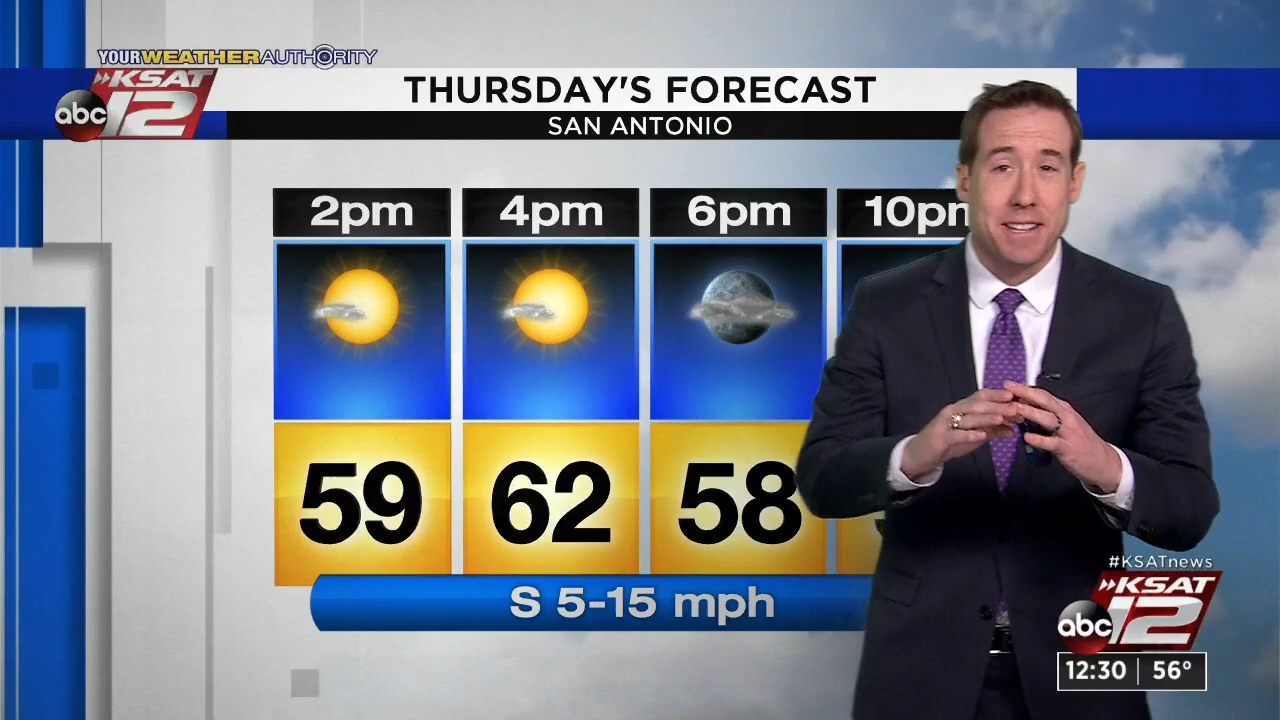 YOURWEATHERAUTHORITY
KSAT
abc 12
THURSDAY'S FORECAST
SAN ANTONIO
2pm 4pm 6pm
59 62 58
S 5-15 mph
#KSATnews
KSAT
abc 12
12:30 56°